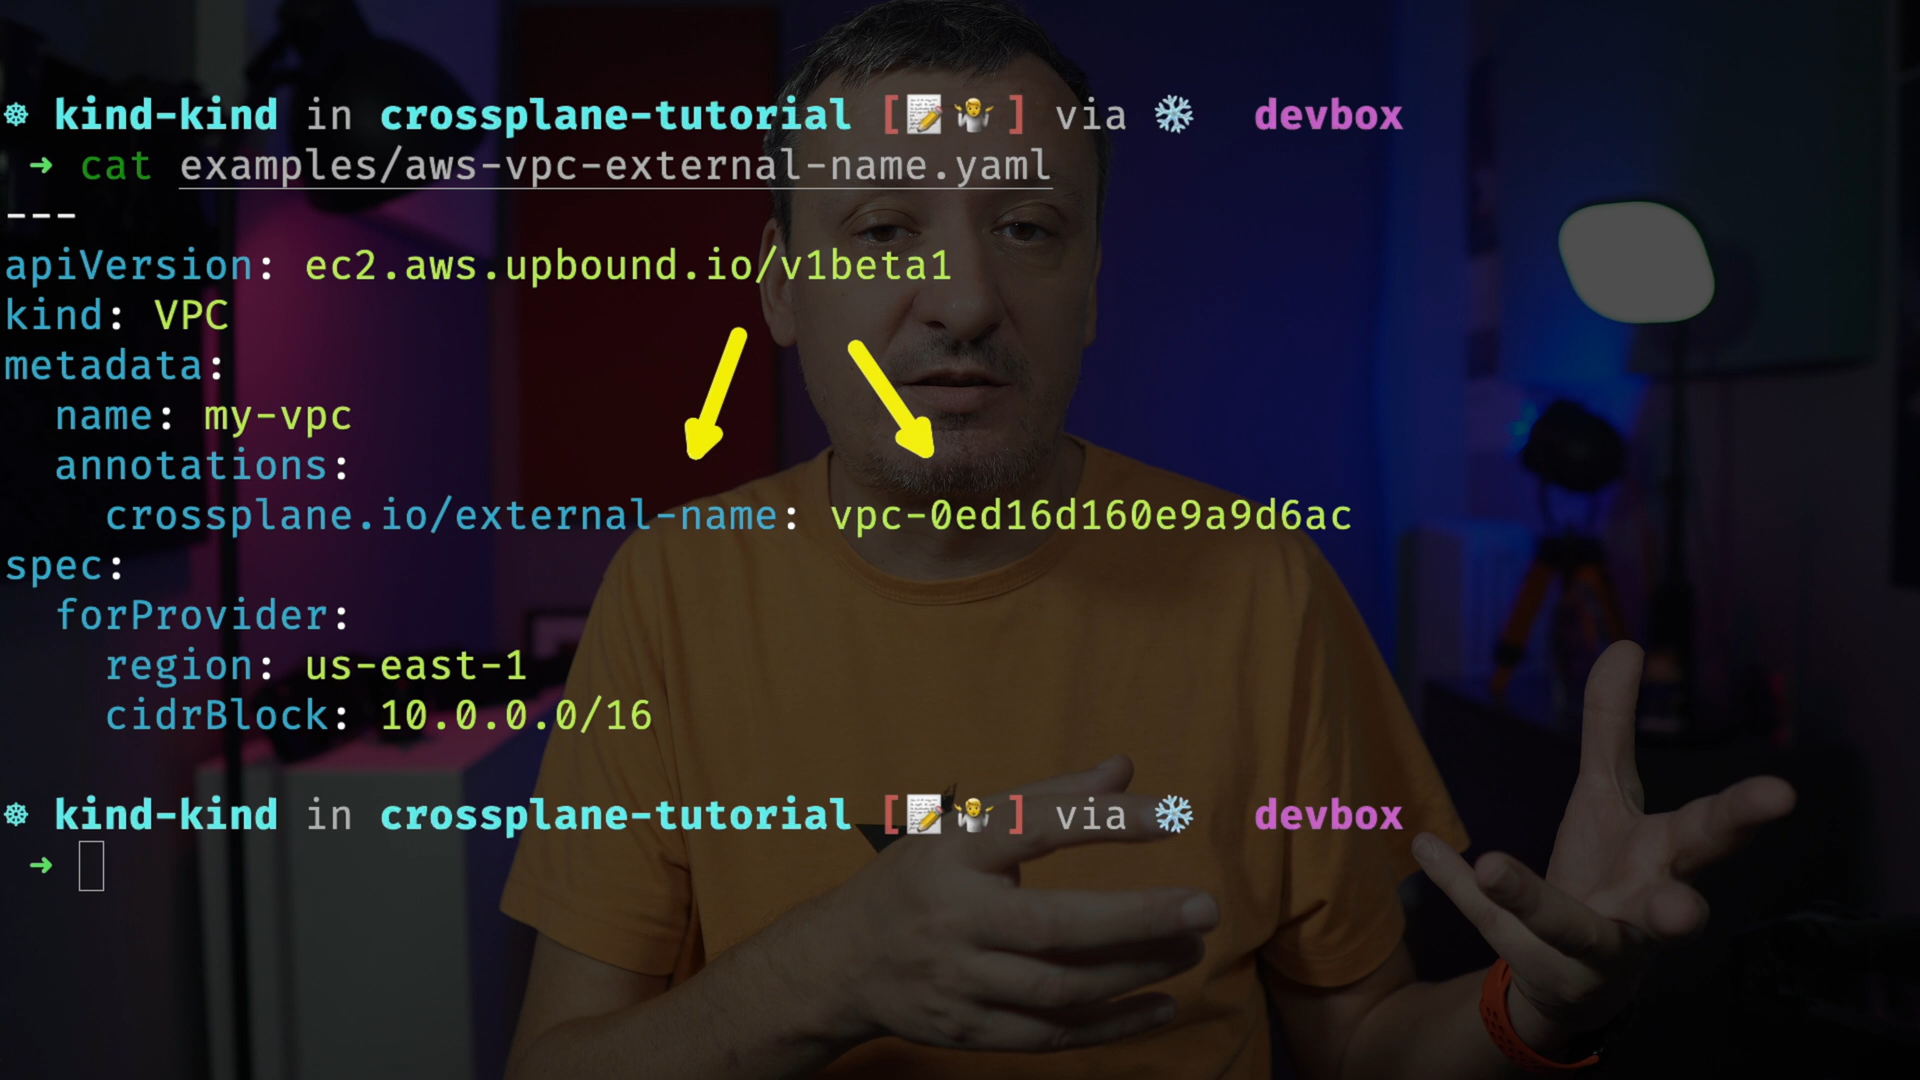 ☸ kind-kind in crossplane-tutorial [📝🤷‍♂️ ] via ❄️ devbox
➜ cat examples/aws-vpc-external-name.yaml
---
apiVersion: ec2.aws.upbound.io/v1beta1
kind: VPC
metadata:
  name: my-vpc
  annotations:
    crossplane.io/external-name: vpc-0ed16d160e9a9d6ac
spec:
  forProvider:
    region: us-east-1
    cidrBlock: 10.0.0.0/16
☸ kind-kind in crossplane-tutorial [📝🤷‍♂️ ] via ❄️ devbox
➜